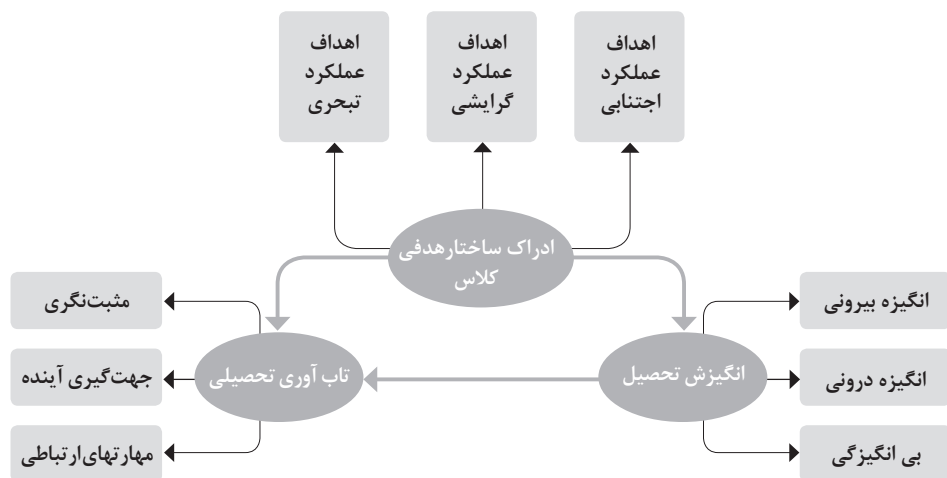 اهداف
عملکرد
اجتنابی
اهداف
عملکرد
گرایشی
اهداف
عملکرد
تبحری
ادراک ساختارهدفی
کلاس
انگیزه بیرونی
انگیزه درونی
بی انگیزگی
انگیزش تحصیل
تاب آوری تحصیلی
مثبت‌نگری
جهت‌گیری آینده
مهارتهای‌ارتباطی